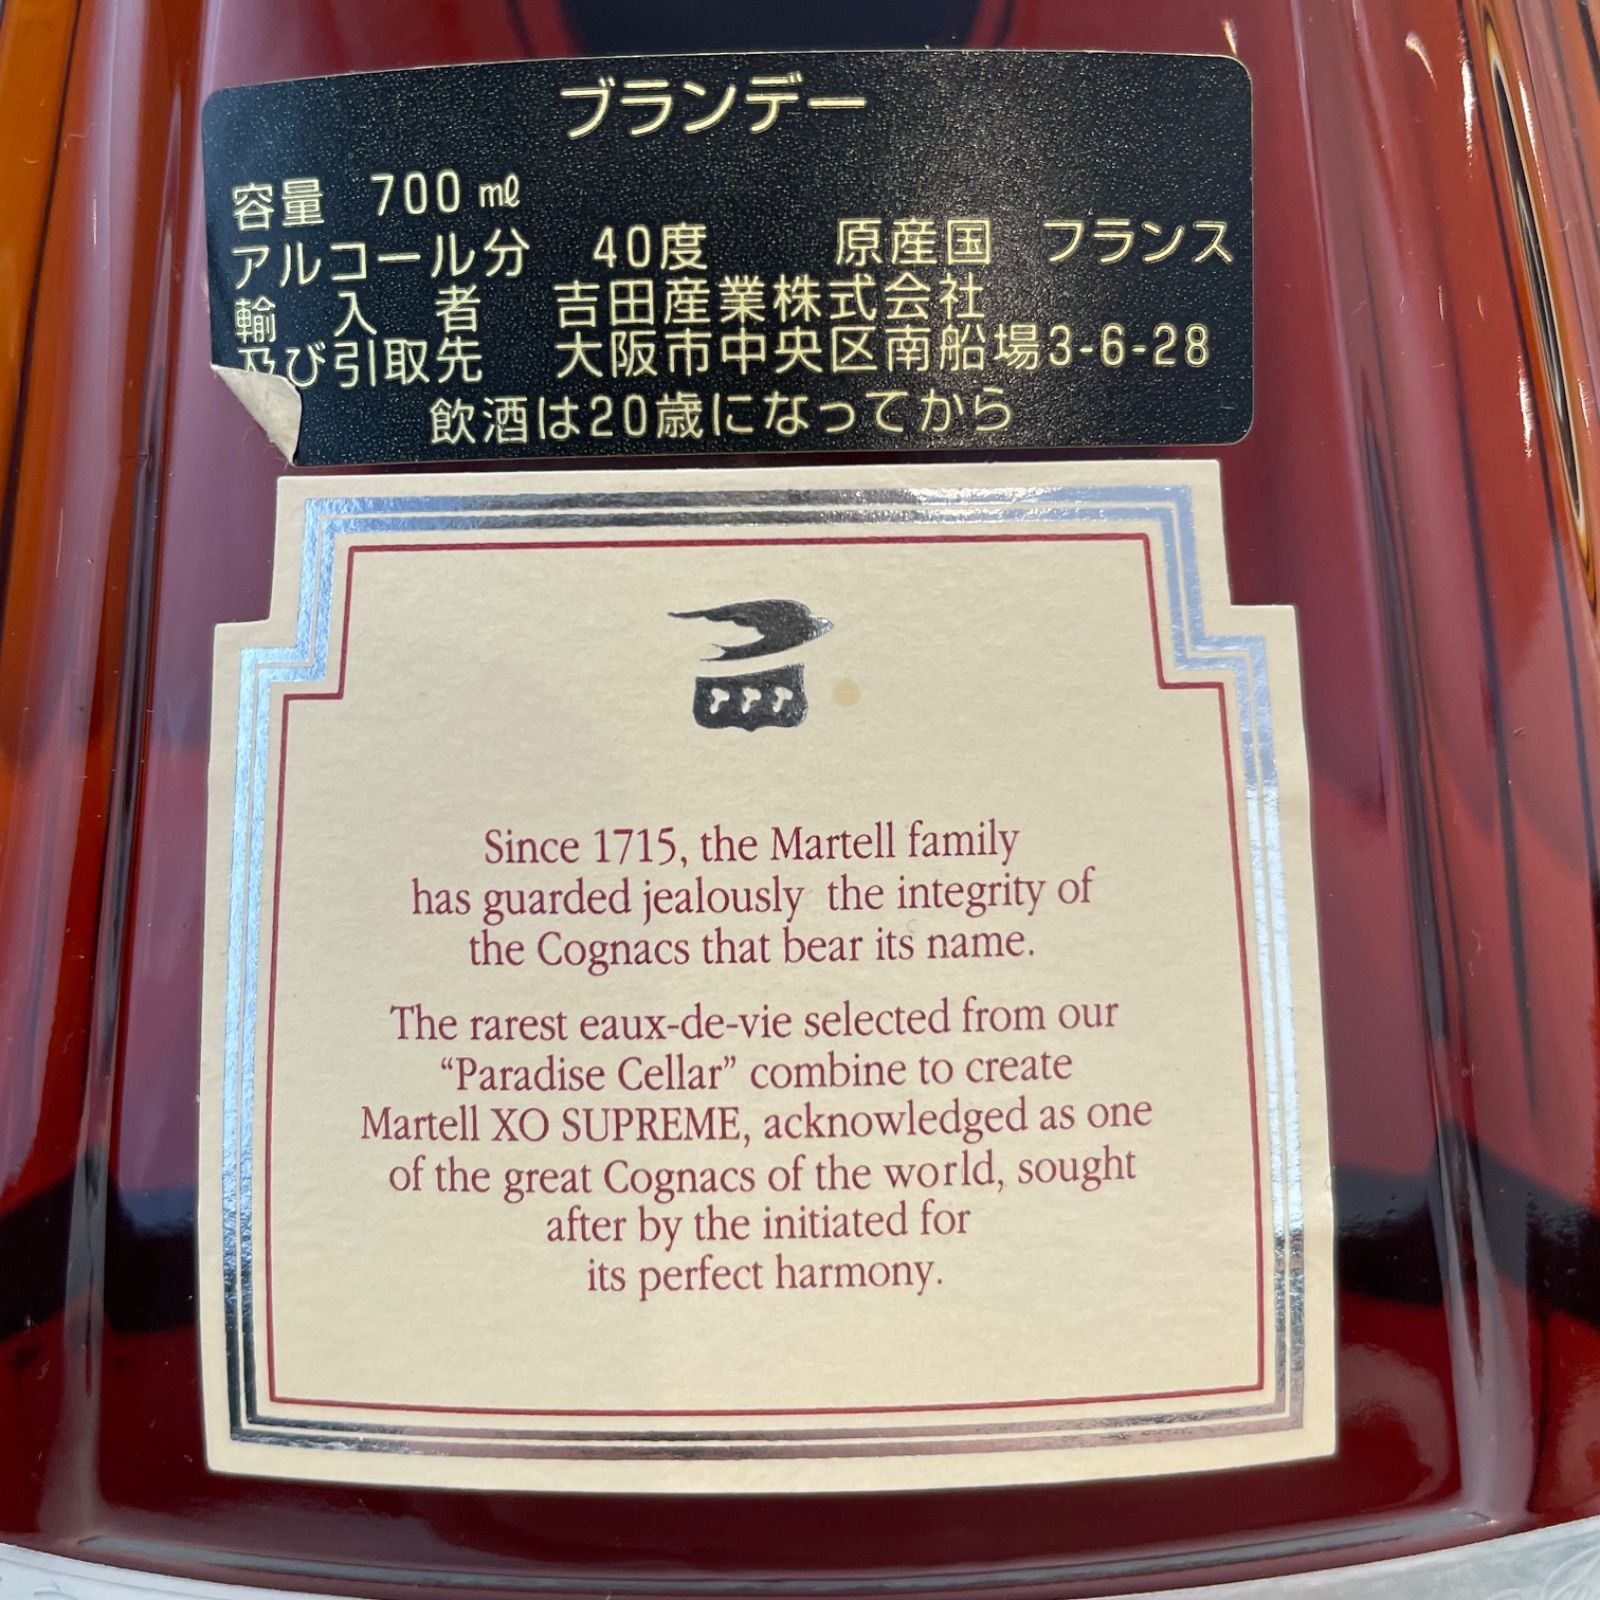 ブランデー
容量 700㎖
アルコール分 40度 原産国 フランス
輸入者 吉田産業株式会社
及び引取先 大阪市中央区南船場3-6-28
飲酒は20歳になってから
Since 1715, the Martell family
has guarded jealously the integrity of
the Cognacs that bear its name.
The rarest eaux-de-vie selected from our
“Paradise Cellar” combine to create
Martell XO SUPREME, acknowledged as one
of the great Cognacs of the world, sought
after by the initiated for
its perfect harmony.